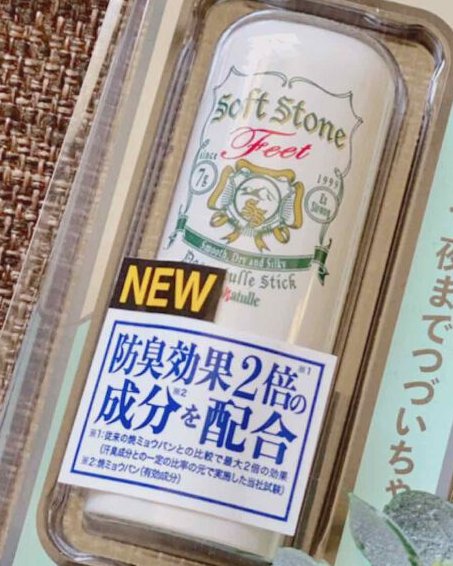 Soft Stone
Feet
since
1999
7g
Ex
Strong
Smooth, Dry and Silky
Stick
NEW
防臭効果2倍の※1
成分※2を配合
※1:従来の焼ミョウバンとの比較で最大2倍の効果
(汗臭成分との一定の比率の元で実施した当社試験)
※2:焼ミョウバン(有効成分)
夜までつづいちゃ